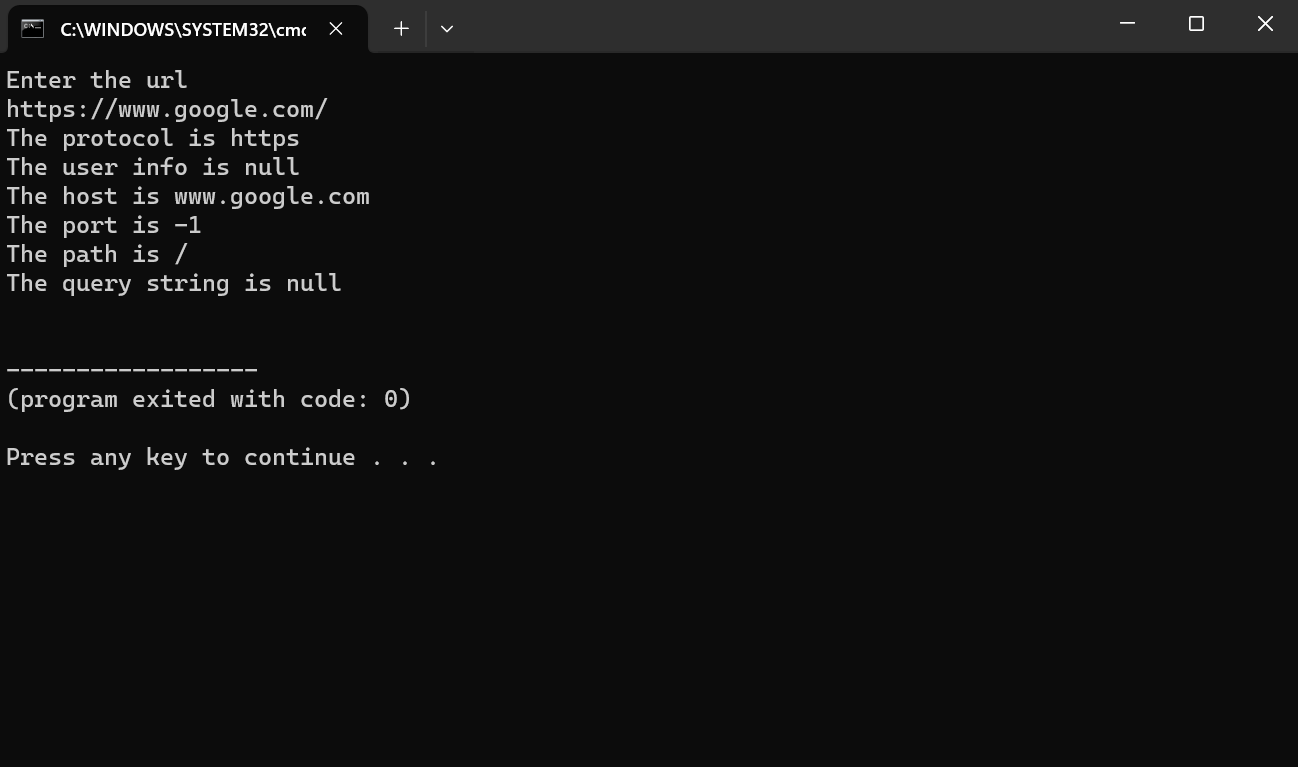 C:\WINDOWS\SYSTEM32\cmc
Enter the url
https://www.google.com/
The protocol is https
The user info is null
The host is www.google.com
The port is -1
The path is /
The query string is null
------------------
(program exited with code: 0)
Press any key to continue . . .